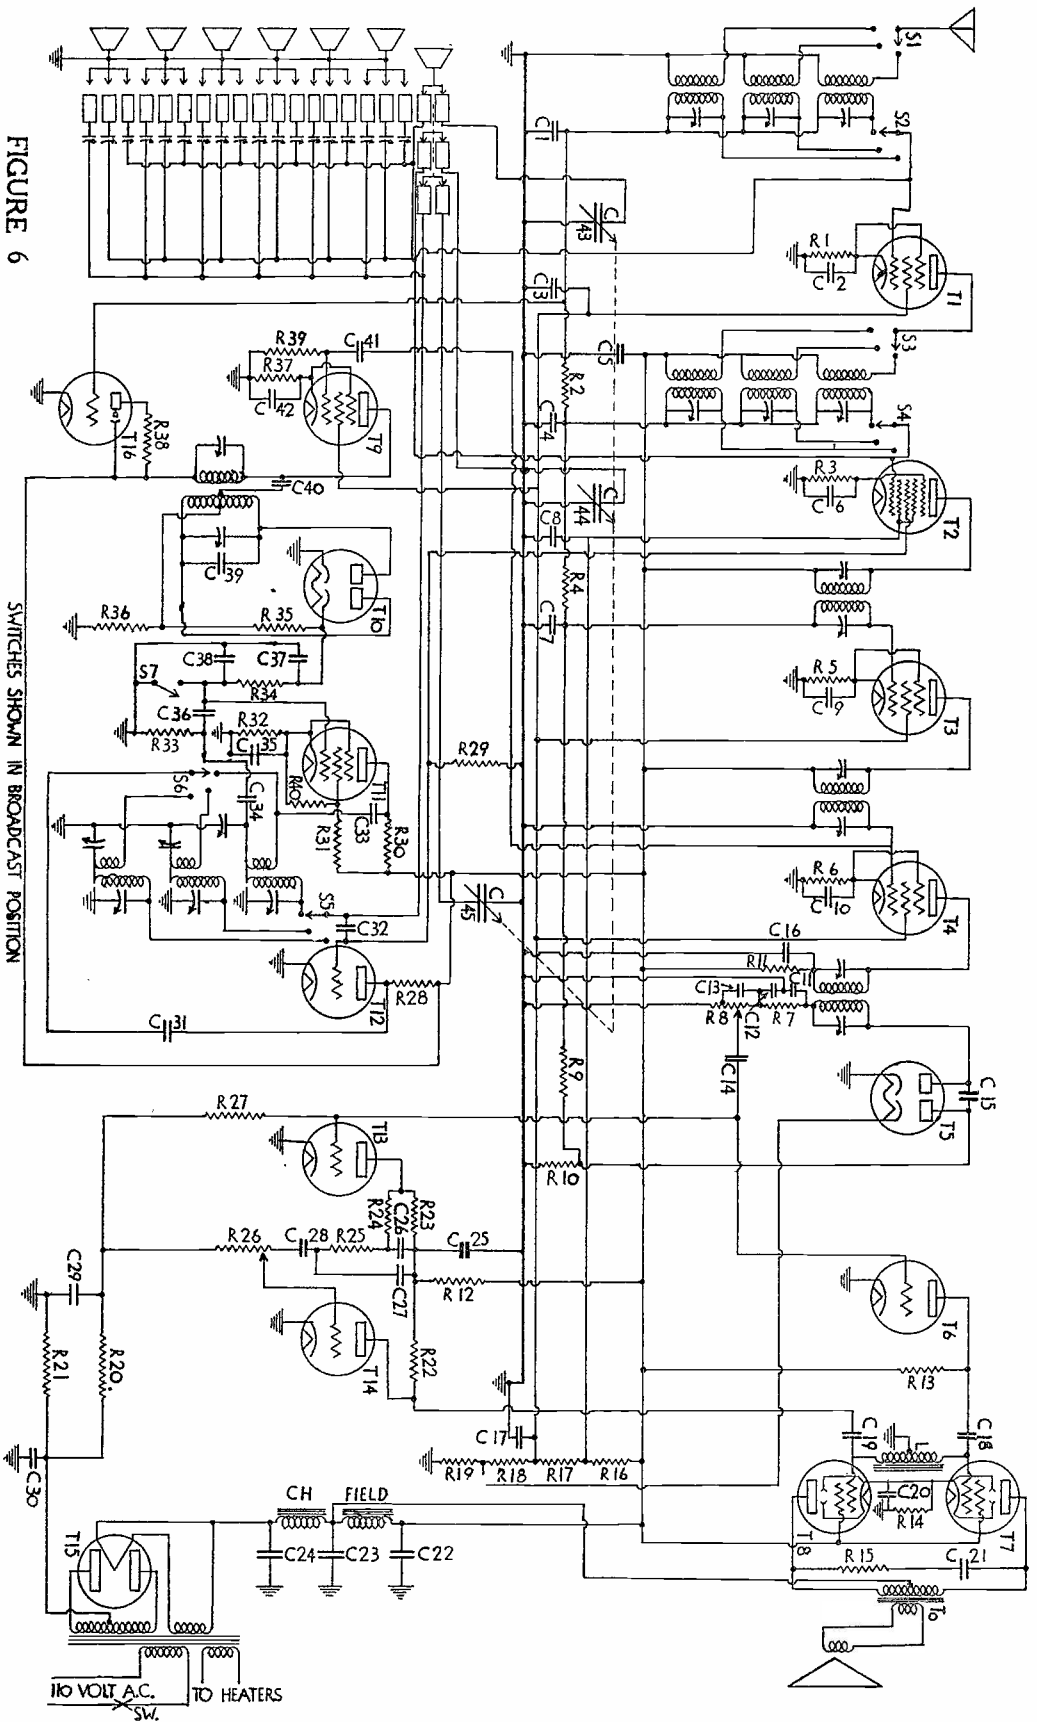 S1
S2
C1
C43
R1
C2
T1
C3
S3
C5
R2
S4
C4
R39
C41
R37
C42
T9
R38
T16
C40
R3
C6
T2
C44
C8
R4
C7
C39
T10
R36
R35
C38
C37
S7
R34
C36
R33
R32
C35
T11
R40
R31
C33
R30
R29
R5
C9
T3
S6
C34
S5
C32
C45
R6
C10
T4
C16
R11
C11
C13
R8
C12
R7
C14
T12
R28
C31
R9
C15
T5
R27
T13
R10
R24
R23
C26
C25
R26
C28
R25
C27
R12
T6
T14
R22
R13
C29
R21
R20
C30
C17
R19
R18
R17
R16
C19
L
C18
C20
R14
T8
T7
CH
FIELD
C24
C23
C22
R15
C21
To
T15
110 VOLT A.C.
SW.
TO HEATERS
SWITCHES SHOWN IN BROADCAST POSITION
FIGURE 6